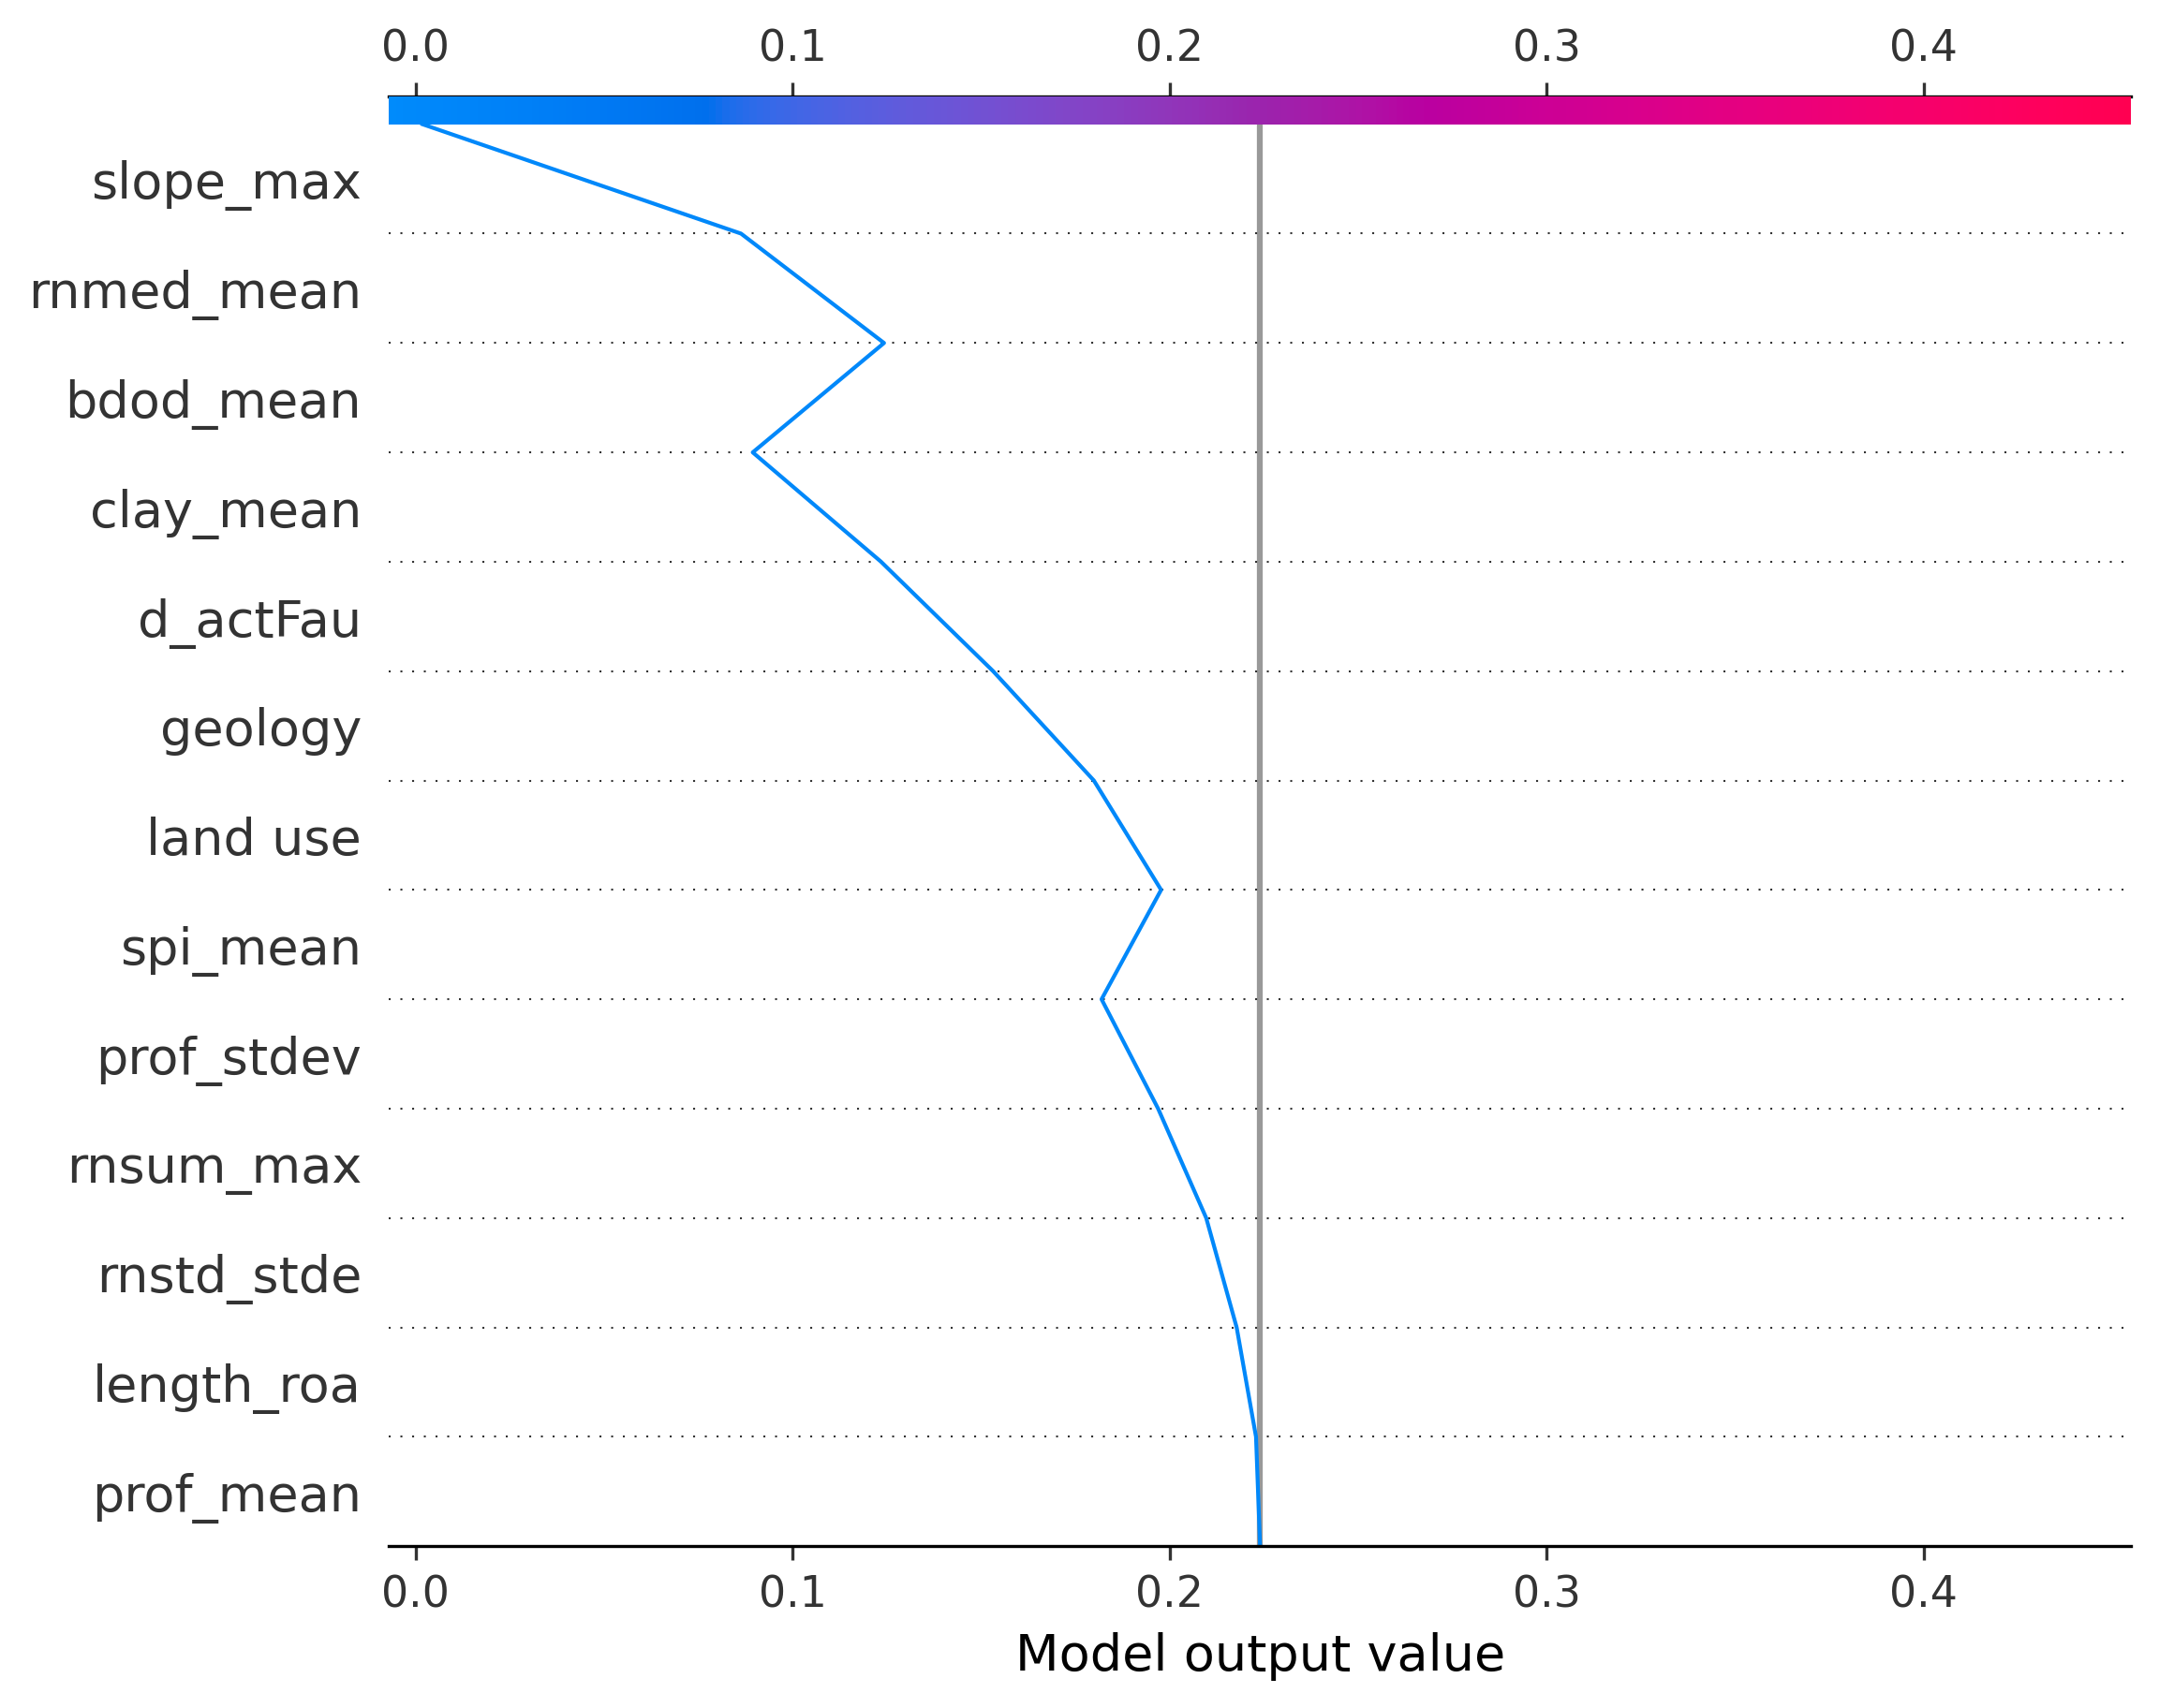 0.0 0.1 0.2 0.3 0.4
slope_max
rnmed_mean
bdod_mean
clay_mean
d_actFau
geology
land use
spi_mean
prof_stdev
rnsum_max
rnstd_stde
length_roa
prof_mean
0.0 0.1 0.2 0.3 0.4
Model output value